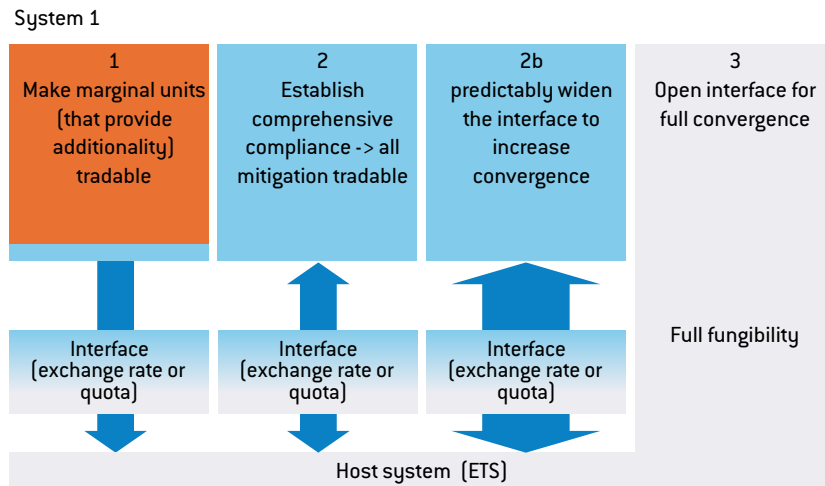 System 1
1
Make marginal units
(that provide
additionality)
tradable
2
Establish
comprehensive
compliance -> all
mitigation tradable
2b
predictably widen
the interface to
increase
convergence
3
Open interface for
full convergence
Interface
(exchange rate or
quota)
Interface
(exchange rate or
quota)
Interface
(exchange rate or
quota)
Full fungibility
Host system (ETS)